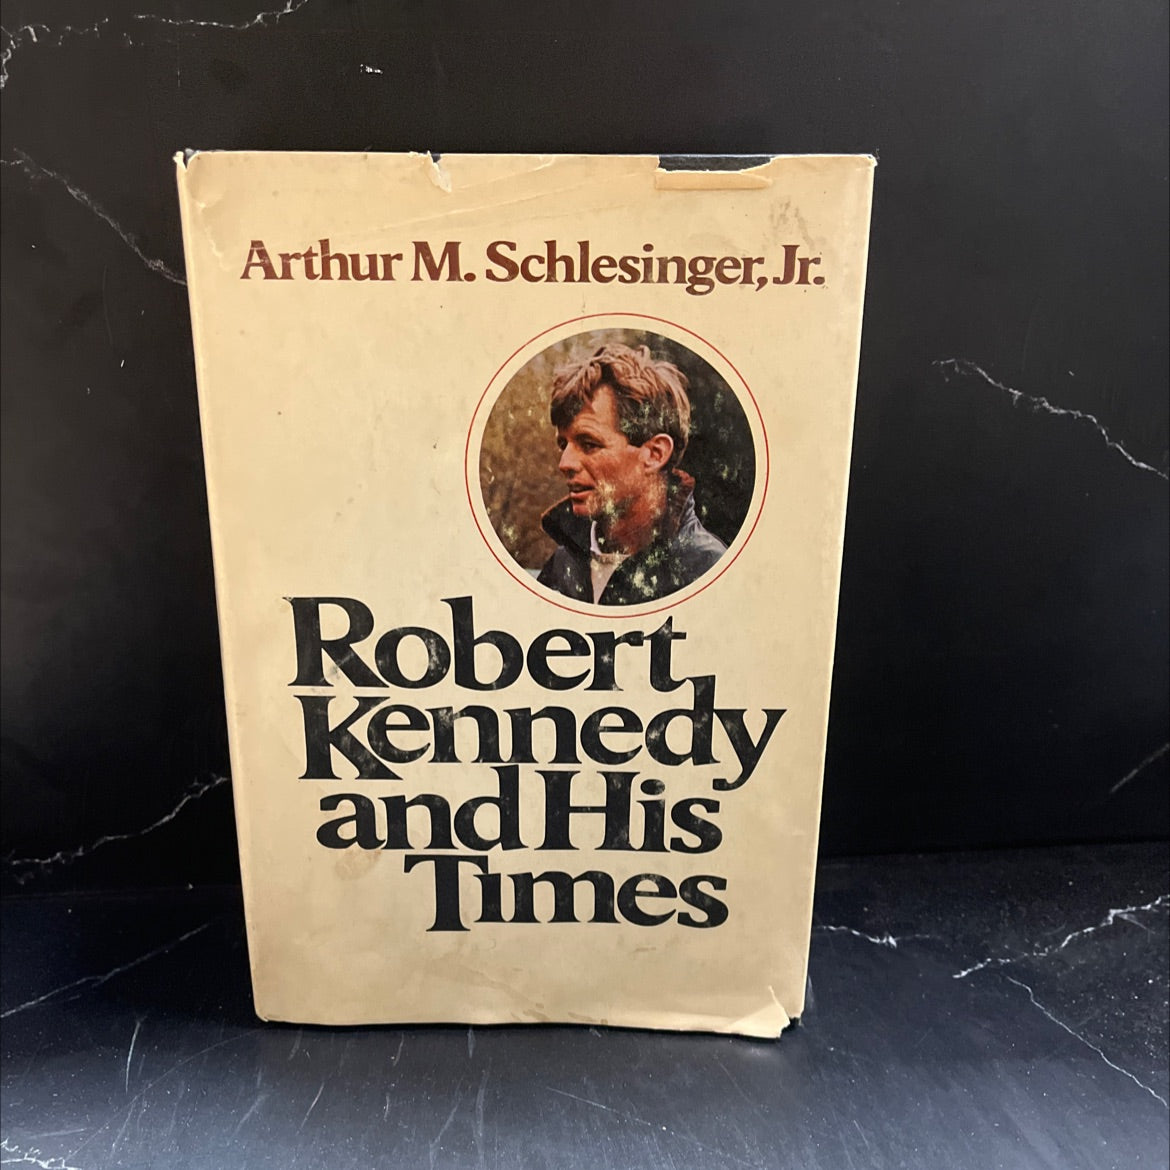 Arthur M. Schlesinger, Jr.
Robert
Kennedy
and His
Times